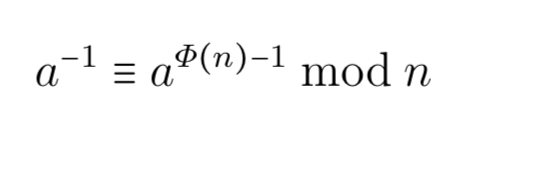 a⁻¹ ≡ a^{Φ(n)−1} mod n